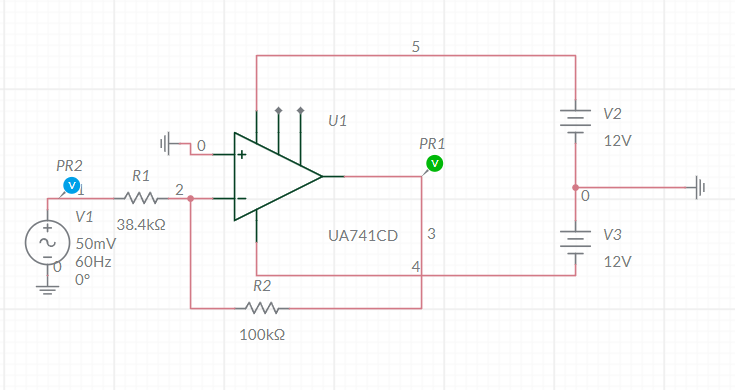 5
U1
V2
12V
0
PR1
V
PR2
V
1
R1
2
38.4kΩ
V1
50mV
60Hz
0°
0
UA741CD
3
0
V3
12V
4
R2
100kΩ